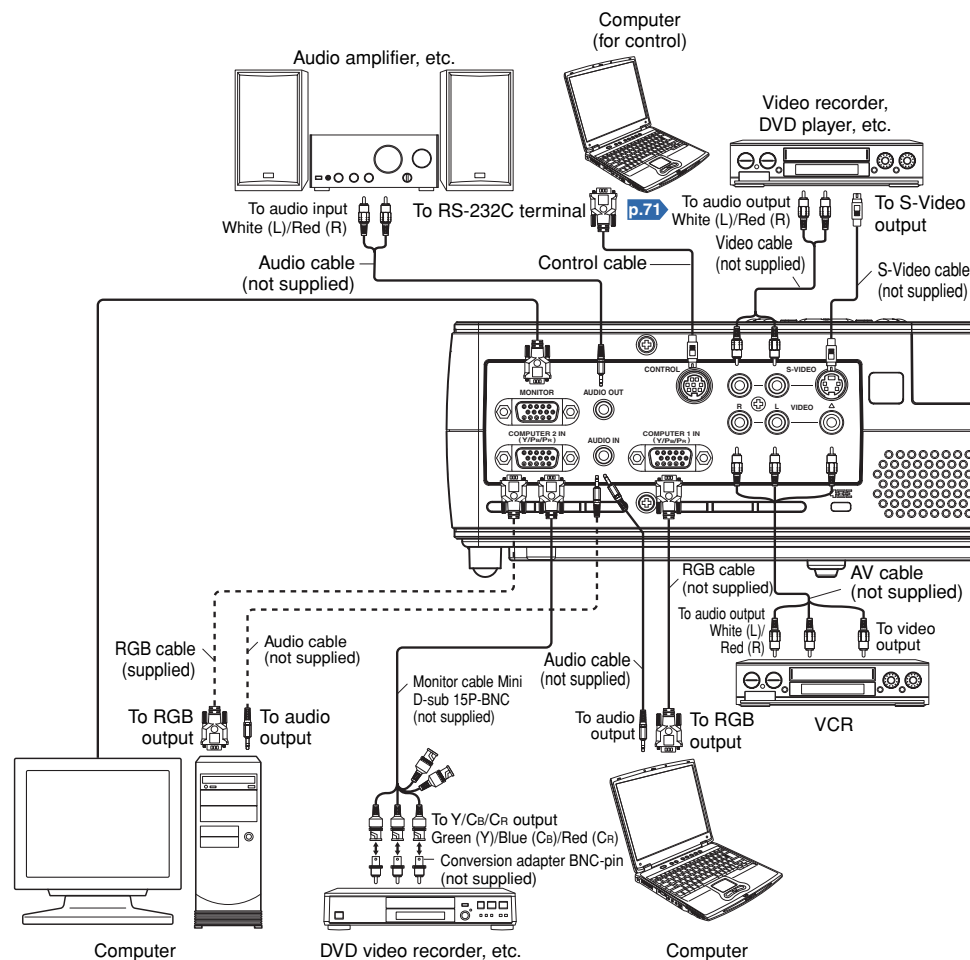 Computer
(for control)
Audio amplifier, etc.
Video recorder,
DVD player, etc.
To audio input
White (L)/Red (R)
To RS-232C terminal
p.71
To audio output
White (L)/Red (R)
To S-Video
output
Audio cable
(not supplied)
Control cable
Video cable
(not supplied)
S-Video cable
(not supplied)
CONTROL
S-VIDEO
MONITOR
AUDIO OUT
R
L
VIDEO
COMPUTER 2 IN
(Y/PB/PR)
AUDIO IN
COMPUTER 1 IN
(Y/PB/PR)
RGB cable
(not supplied)
AV cable
(not supplied)
To audio output
White (L)/
Red (R)
To video
output
RGB cable
(supplied)
Audio cable
(not supplied)
Monitor cable Mini
D-sub 15P-BNC
(not supplied)
Audio cable
(not supplied)
VCR
To RGB
output
To audio
output
To audio
output
To RGB
output
To Y/CB/CR output
Green (Y)/Blue (CB)/Red (CR)
Conversion adapter BNC-pin
(not supplied)
Computer
DVD video recorder, etc.
Computer